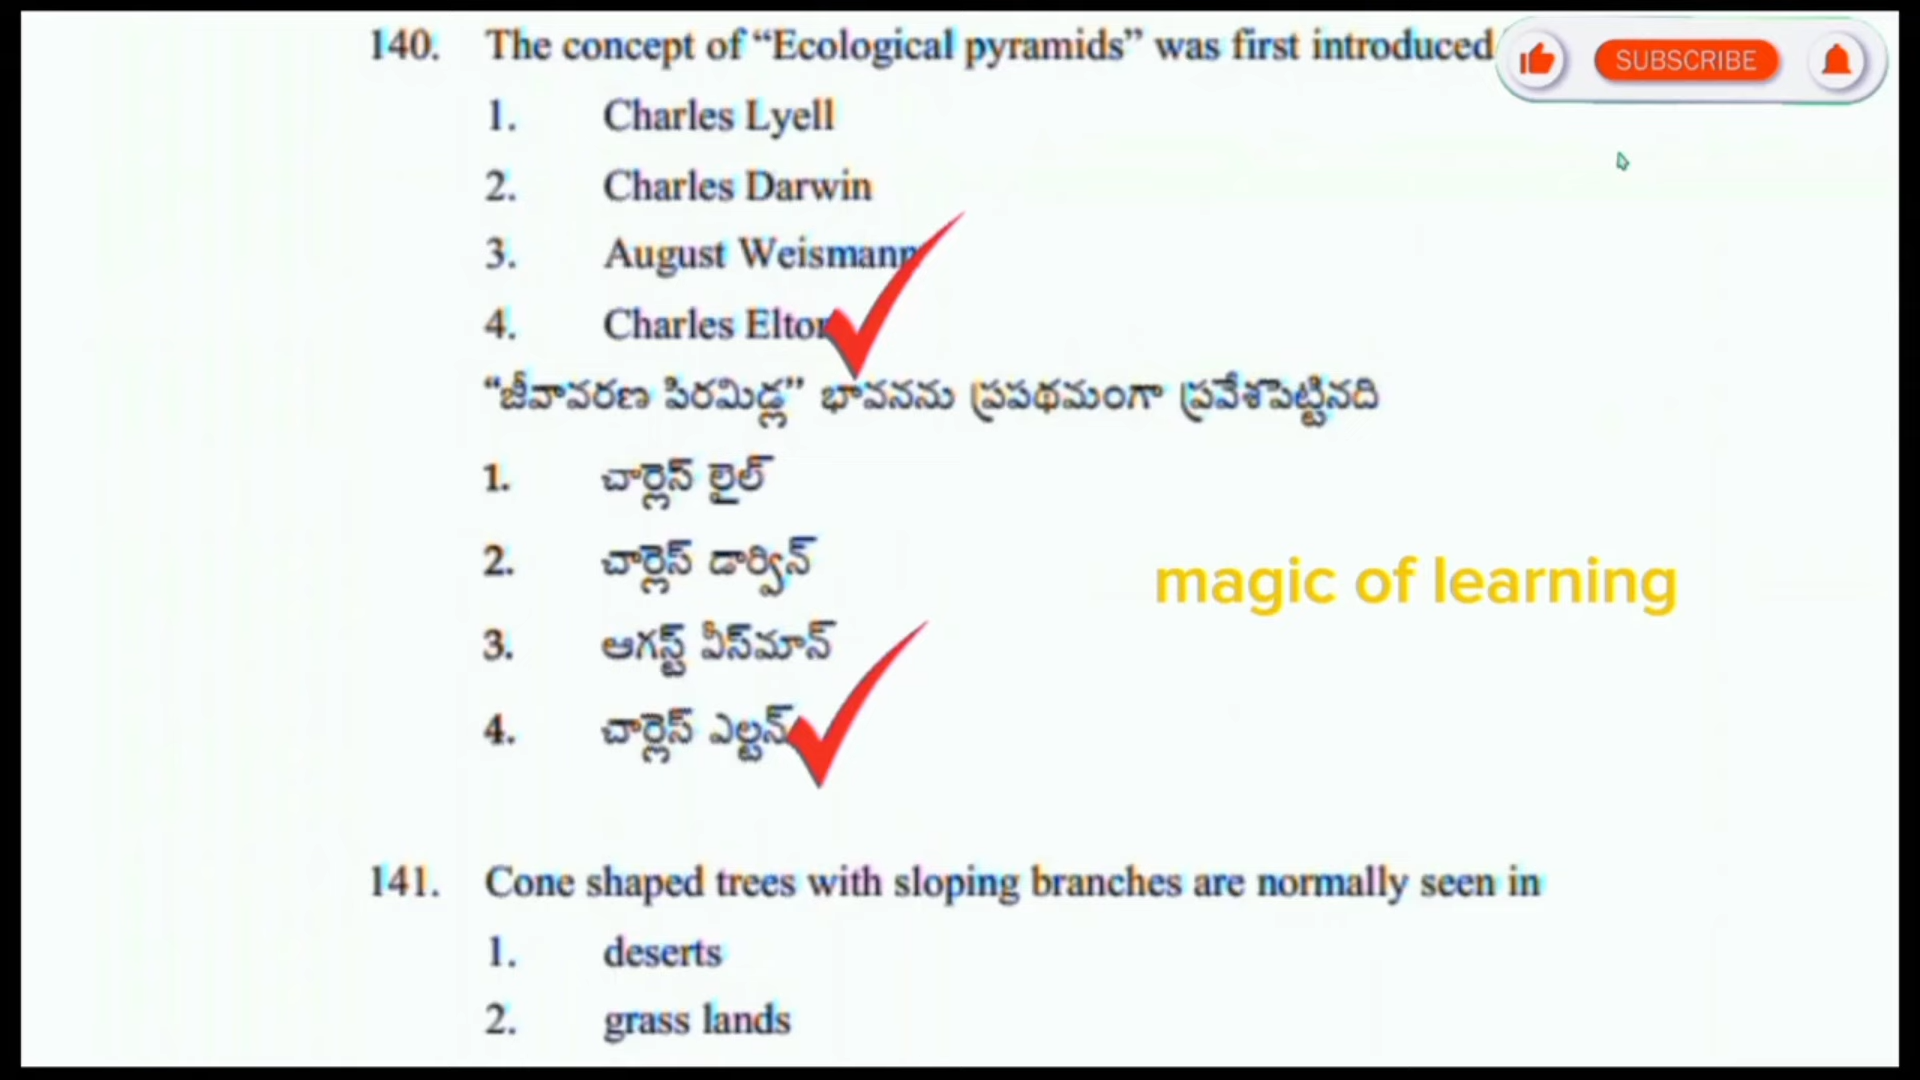 140. The concept of “Ecological pyramids” was first introduced
SUBSCRIBE
1. Charles Lyell
2. Charles Darwin
3. August Weismann
4. Charles Elton
“జీవావరణ పిరమిడ్ల” భావనను ప్రపథమంగా ప్రవేశపెట్టినది
1. చార్లెస్ లైల్
2. చార్లెస్ డార్విన్
magic of learning
3. ఆగస్ట్ వీస్‌మాన్
4. చార్లెస్ ఎల్టన్
141. Cone shaped trees with sloping branches are normally seen in
1. deserts
2. grass lands